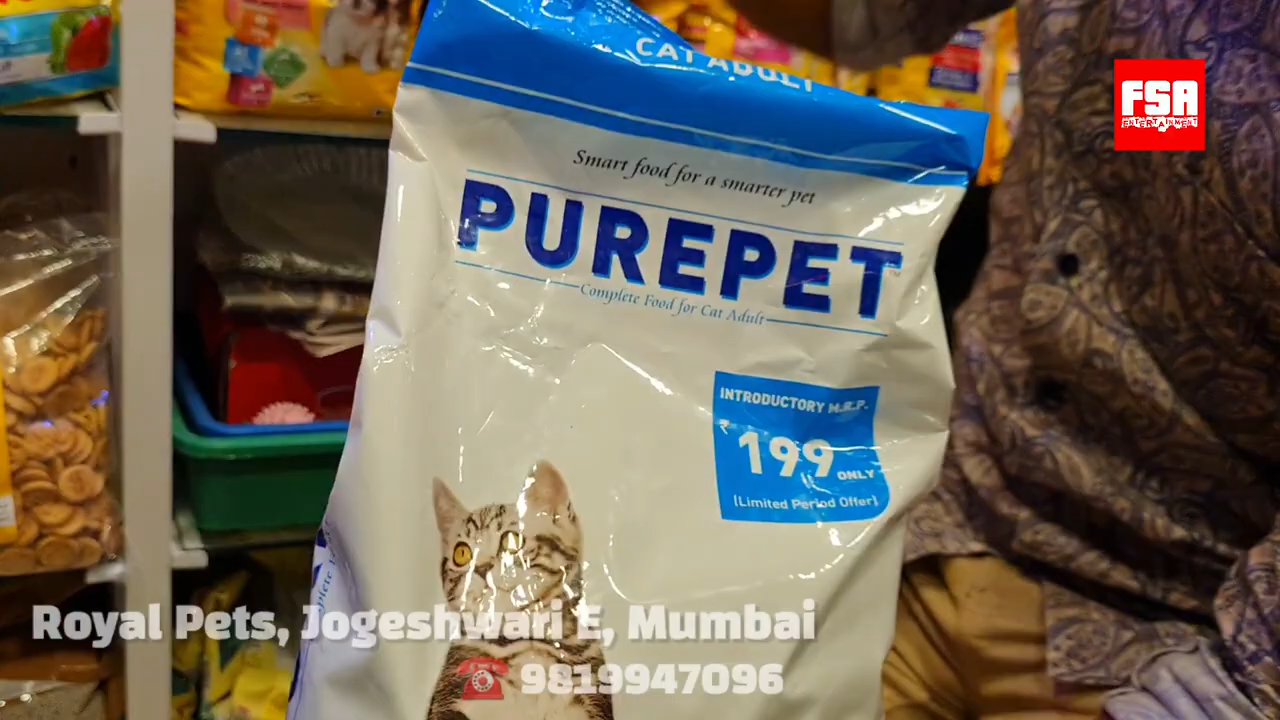 CAT ADULT
FSA
ENTERTAINMENT
Smart food for a smarter pet
PUREPET
Complete Food for Cat Adult
INTRODUCTORY M.R.P.
₹ 199 ONLY
(Limited Period Offer)
Royal Pets, Jogeshwari E, Mumbai
☎ 9819947096